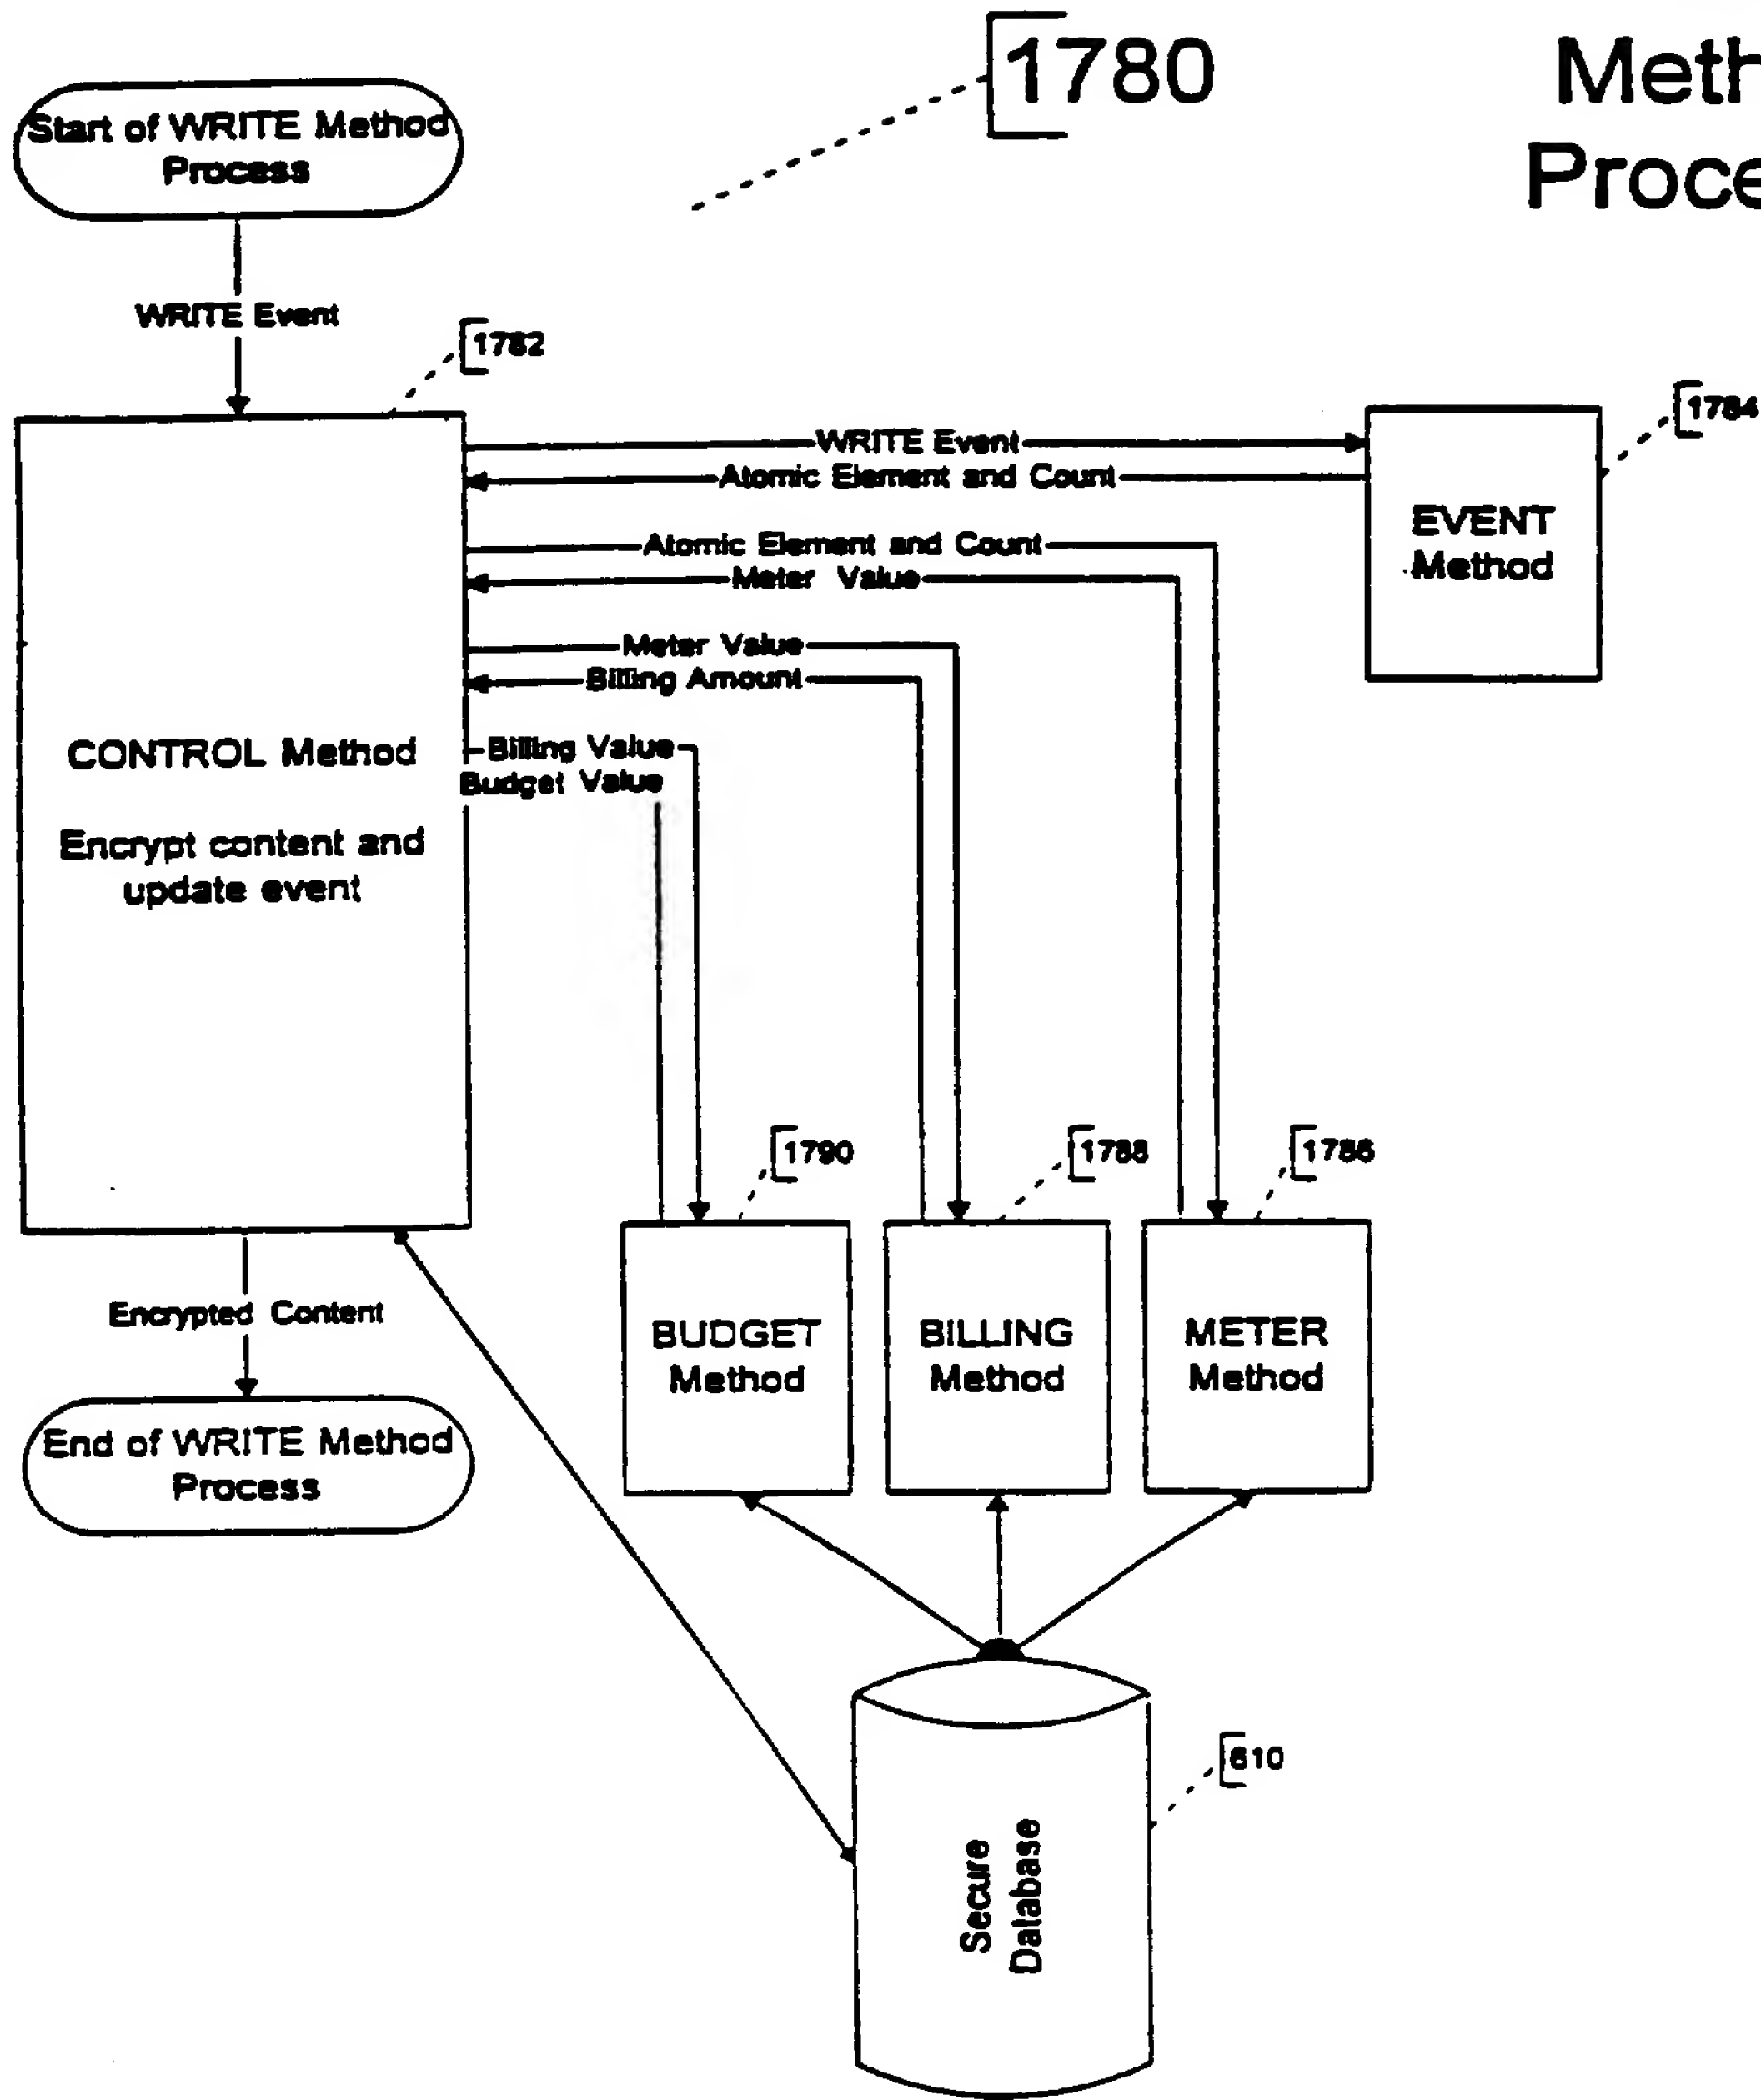 1780
Meth
Proce
Start of WRITE Method
Process
WRITE Event
1782
1784
WRITE Event
Atomic Element and Count
EVENT
Method
Atomic Element and Count
Meter Value
Meter Value
Billing Amount
CONTROL Method
Encrypt content and
update event
Billing Value
Budget Value
1790
1788
1786
Encrypted Content
BUDGET
Method
BILLING
Method
METER
Method
End of WRITE Method
Process
610
Secure
Database